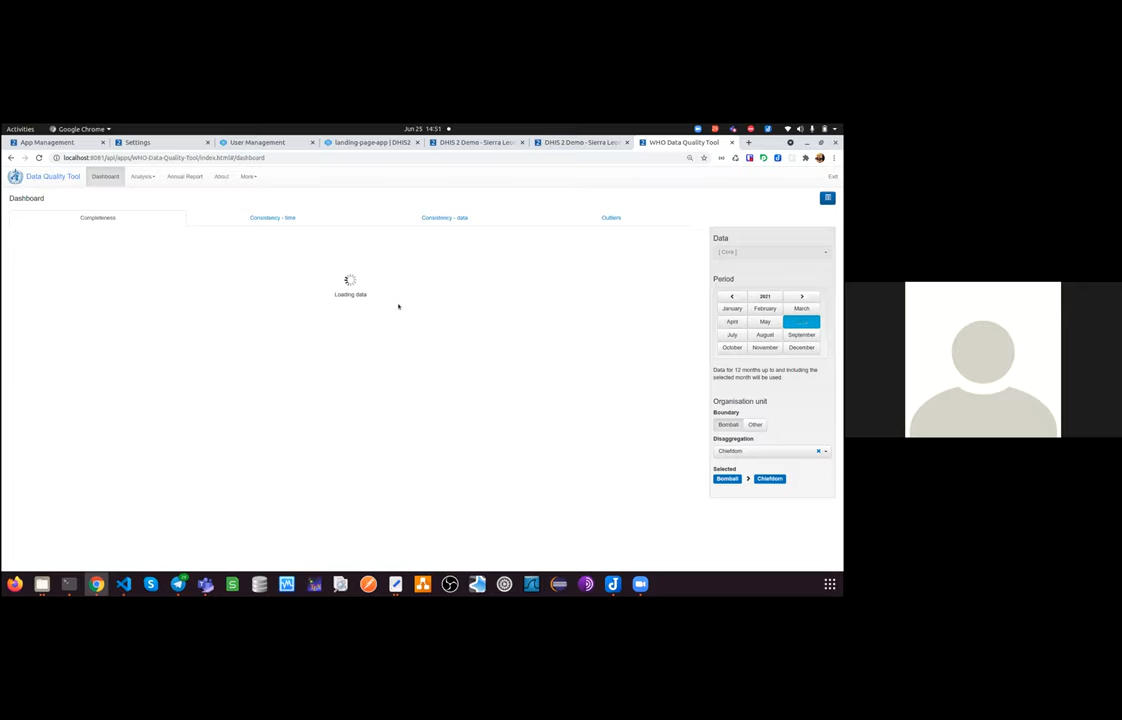 Activities Google Chrome Jun 25 14:51
App Management Settings User Management landing-page-app | DHIS2 DHIS 2 Demo - Sierra Leon DHIS 2 Demo - Sierra Leon WHO Data Quality Tool
localhost:8081/api/apps/WHO-Data-Quality-Tool/index.html#/dashboard
Data Quality Tool Dashboard Analysis Annual Report About More Exit
Dashboard
Completeness Consistency - time Consistency - data Outliers
Loading data
Data
[ Core ]
Period
2021
January February March
April May
July August September
October November December
Data for 12 months up to and including the
selected month will be used.
Organisation unit
Boundary
Bombali Other
Disaggregation
Chiefdom
Selected
Bombali Chiefdom